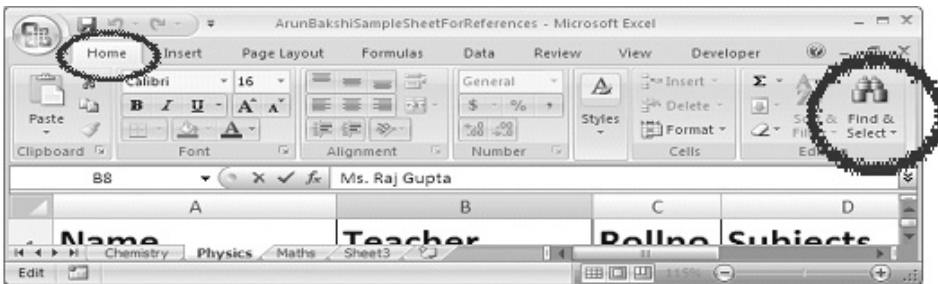 ArunBakshiSampleSheetForReferences - Microsoft Excel
Home Insert Page Layout Formulas Data Review View Developer
Calibri 16 General Insert Σ
Paste B I U A A $ % , Styles Delete Find &
A Format Select
Clipboard Font Alignment Number Cells
B8 fx Ms. Raj Gupta
A B C D
Name Teacher Rollno Subjects
Chemistry Physics Maths Sheet3
Edit 115%